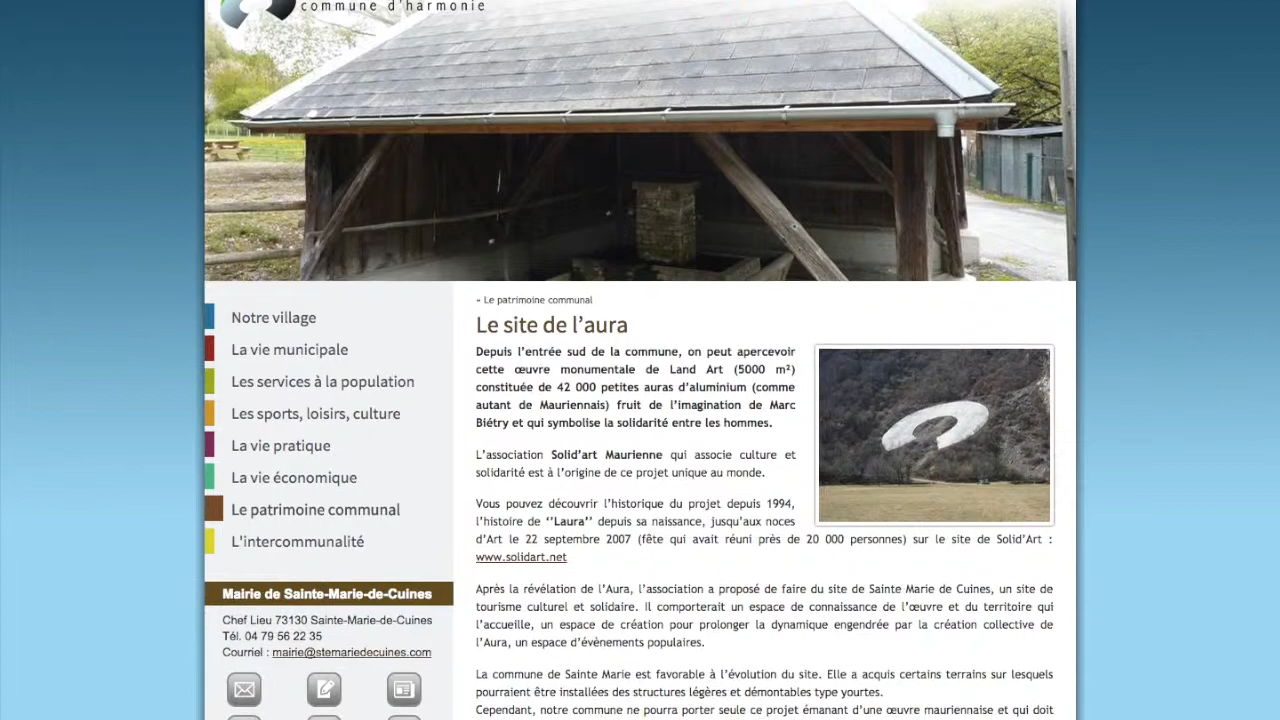 commune d'harmonie
Notre village
La vie municipale
Les services à la population
Les sports, loisirs, culture
La vie pratique
La vie économique
Le patrimoine communal
L'intercommunalité
Mairie de Sainte-Marie-de-Cuines
Chef Lieu 73130 Sainte-Marie-de-Cuines
Tél. 04 79 56 22 35
Courriel : mairie@stemariedecuines.com
- Le patrimoine communal
Le site de l’aura
Depuis l’entrée sud de la commune, on peut apercevoir
cette œuvre monumentale de Land Art (5000 m²)
constituée de 42 000 petites auras d’aluminium (comme
autant de Mauriennais) fruit de l’imagination de Marc
Biétry et qui symbolise la solidarité entre les hommes.
L’association Solid’art Maurienne qui associe culture et
solidarité est à l’origine de ce projet unique au monde.
Vous pouvez découvrir l’historique du projet depuis 1994,
l’histoire de ‘’Laura’’ depuis sa naissance, jusqu’aux noces
d’Art le 22 septembre 2007 (fête qui avait réuni près de 20 000 personnes) sur le site de Solid’Art :
www.solidart.net
Après la révélation de l’Aura, l’association a proposé de faire du site de Sainte Marie de Cuines, un site de
tourisme culturel et solidaire. Il comporterait un espace de connaissance de l’œuvre et du territoire qui
l’accueille, un espace de création pour prolonger la dynamique engendrée par la création collective de
l’Aura, un espace d’évènements populaires.
La commune de Sainte Marie est favorable à l’évolution du site. Elle a acquis certains terrains sur lesquels
pourraient être installées des structures légères et démontables type yourtes.
Cependant, notre commune ne pourra porter seule ce projet émanant d’une œuvre mauriennaise et qui doit